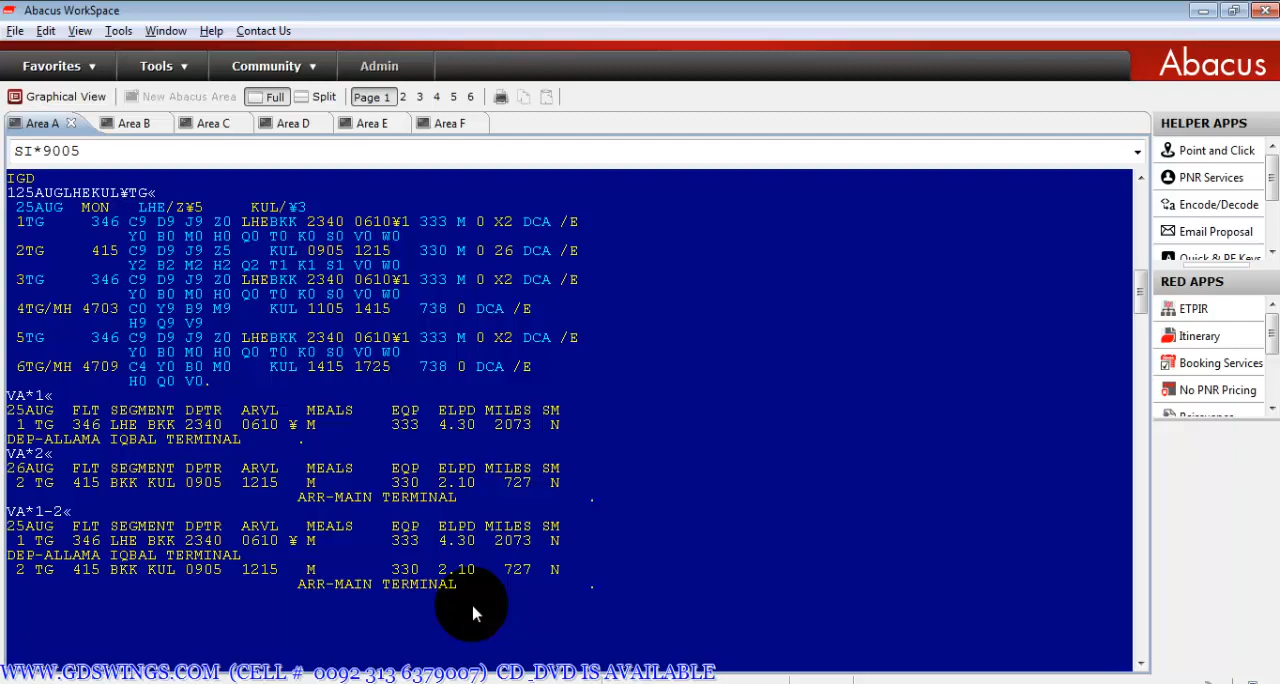 Abacus WorkSpace
File Edit View Tools Window Help Contact Us
Favorites Tools Community Admin
Abacus
Graphical View New Abacus Area Full Split Page 1 2 3 4 5 6
Area A Area B Area C Area D Area E Area F
SI*9005
IGD
125AUGLHEKUL¥TG«
25AUG MON LHE/Z¥5 KUL/¥3
1TG 346 C9 D9 J9 Z0 LHEBKK 2340 0610¥1 333 M 0 X2 DCA /E
Y0 B0 M0 H0 Q0 T0 K0 S0 V0 W0
2TG 415 C9 D9 J9 Z5 KUL 0905 1215 330 M 0 26 DCA /E
Y2 B2 M2 H2 Q2 T1 K1 S1 V0 W0
3TG 346 C9 D9 J9 Z0 LHEBKK 2340 0610¥1 333 M 0 X2 DCA /E
Y0 B0 M0 H0 Q0 T0 K0 S0 V0 W0
4TG/MH 4703 C0 Y9 B9 M9 KUL 1105 1415 738 0 DCA /E
H9 Q9 V9
5TG 346 C9 D9 J9 Z0 LHEBKK 2340 0610¥1 333 M 0 X2 DCA /E
Y0 B0 M0 H0 Q0 T0 K0 S0 V0 W0
6TG/MH 4709 C4 Y0 B0 M0 KUL 1415 1725 738 0 DCA /E
H0 Q0 V0.
VA*1«
25AUG FLT SEGMENT DPTR ARVL MEALS EQP ELPD MILES SM
1 TG 346 LHE BKK 2340 0610 ¥ M 333 4.30 2073 N
DEP-ALLAMA IQBAL TERMINAL .
VA*2«
26AUG FLT SEGMENT DPTR ARVL MEALS EQP ELPD MILES SM
2 TG 415 BKK KUL 0905 1215 M 330 2.10 727 N
ARR-MAIN TERMINAL .
VA*1-2«
25AUG FLT SEGMENT DPTR ARVL MEALS EQP ELPD MILES SM
1 TG 346 LHE BKK 2340 0610 ¥ M 333 4.30 2073 N
DEP-ALLAMA IQBAL TERMINAL
2 TG 415 BKK KUL 0905 1215 M 330 2.10 727 N
ARR-MAIN TERMINAL .
HELPER APPS
Point and Click
PNR Services
Encode/Decode
Email Proposal
Quick & PF Keys
RED APPS
ETPIR
Itinerary
Booking Services
No PNR Pricing
WWW.GDSWINGS.COM (CELL # 0092 313 6379007) CD_DVD IS AVAILABLE